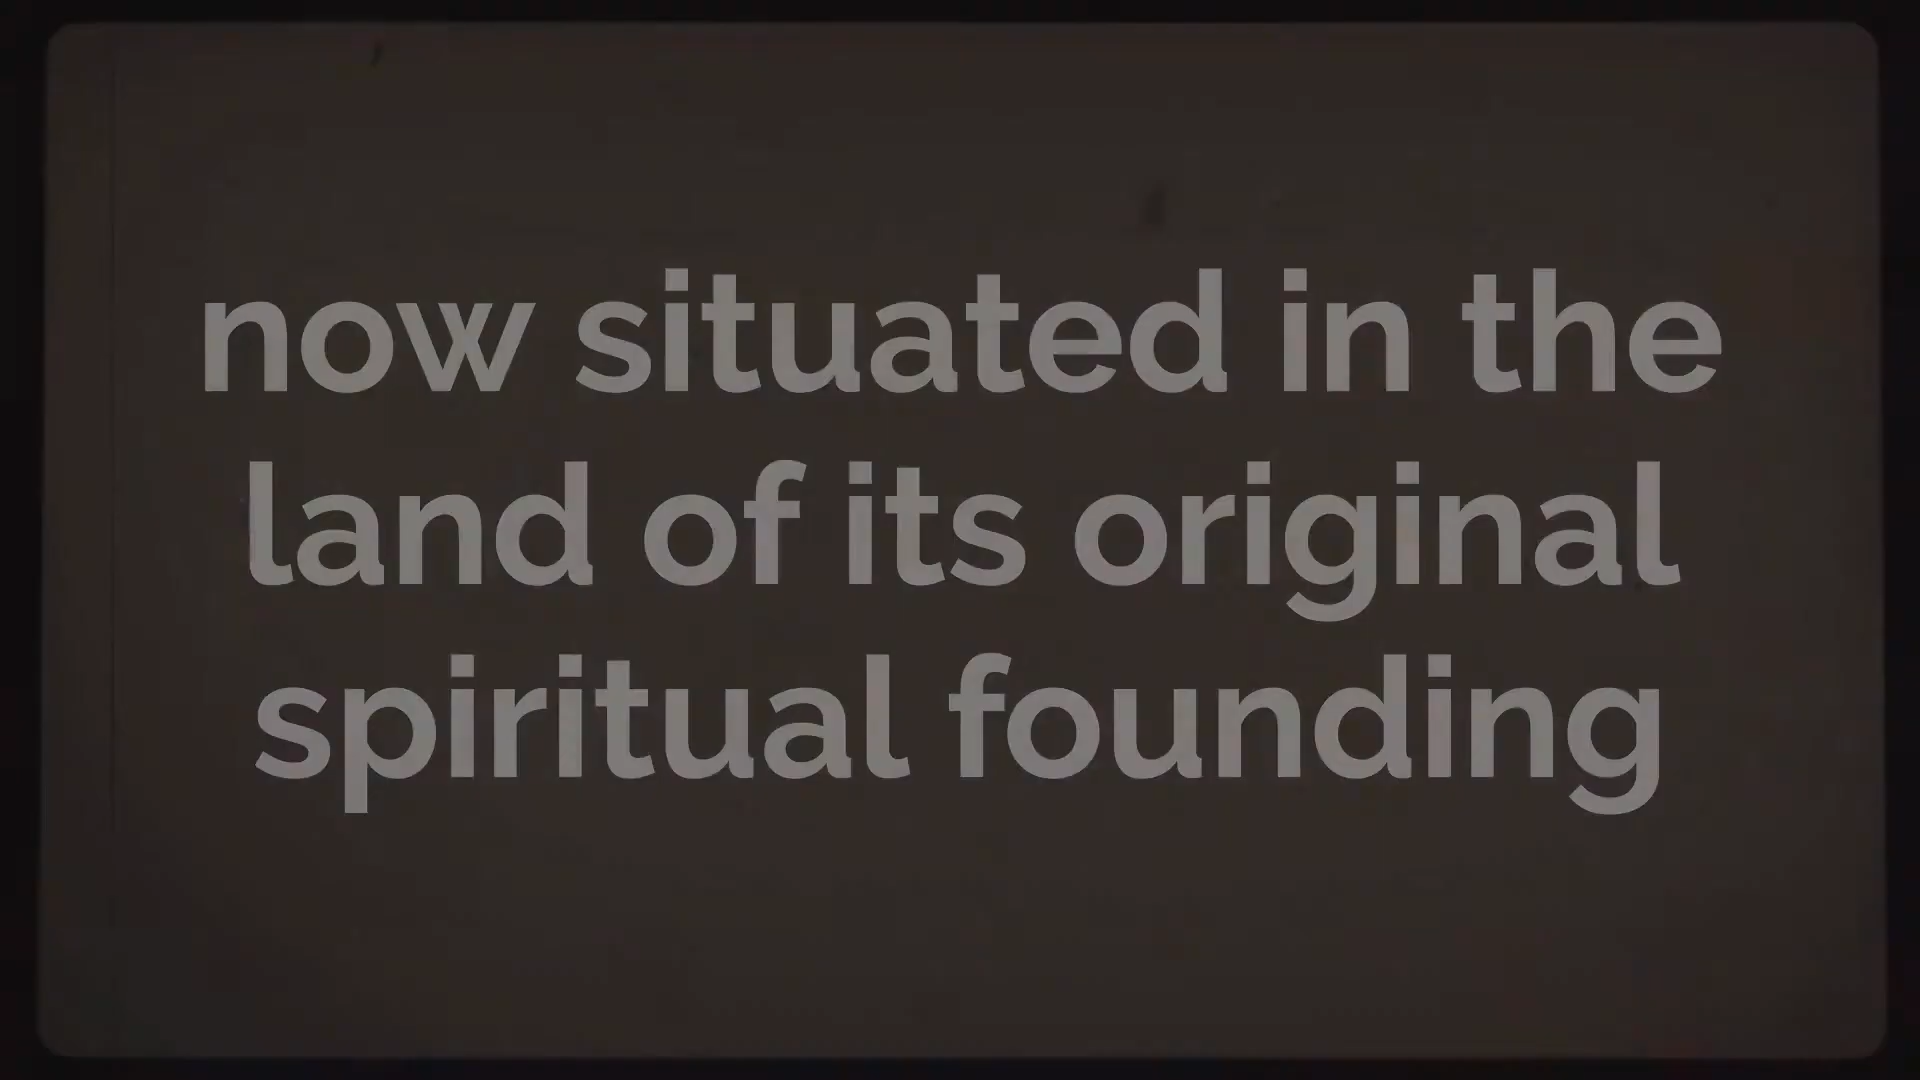 now situated in the
land of its original
spiritual founding